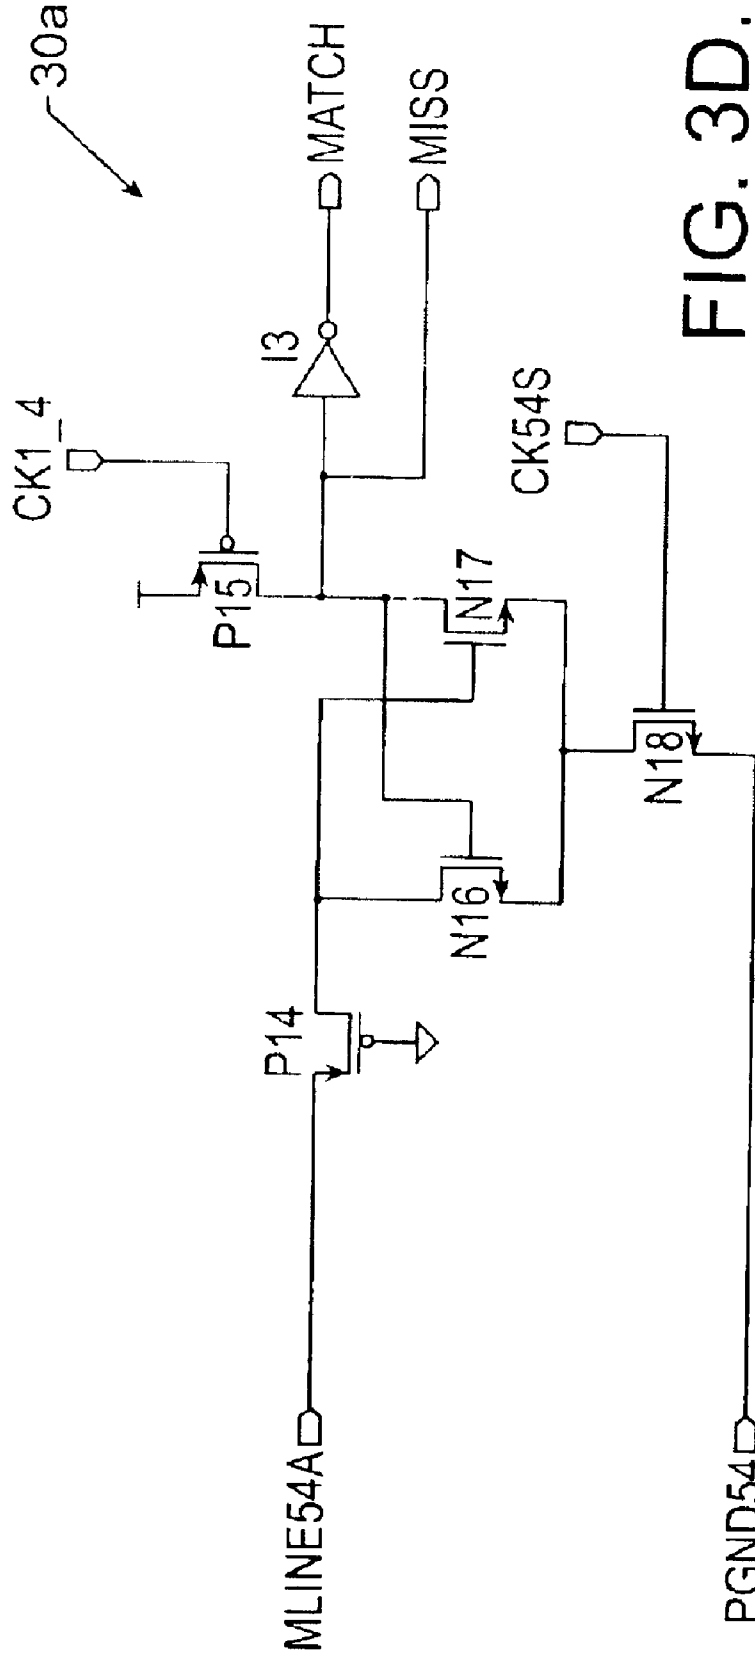 30a
MATCH
MISS
I3
CK1_4
P15
CK54S
N17
N18
N16
P14
MLINE54A
PGND54
FIG. 3D.